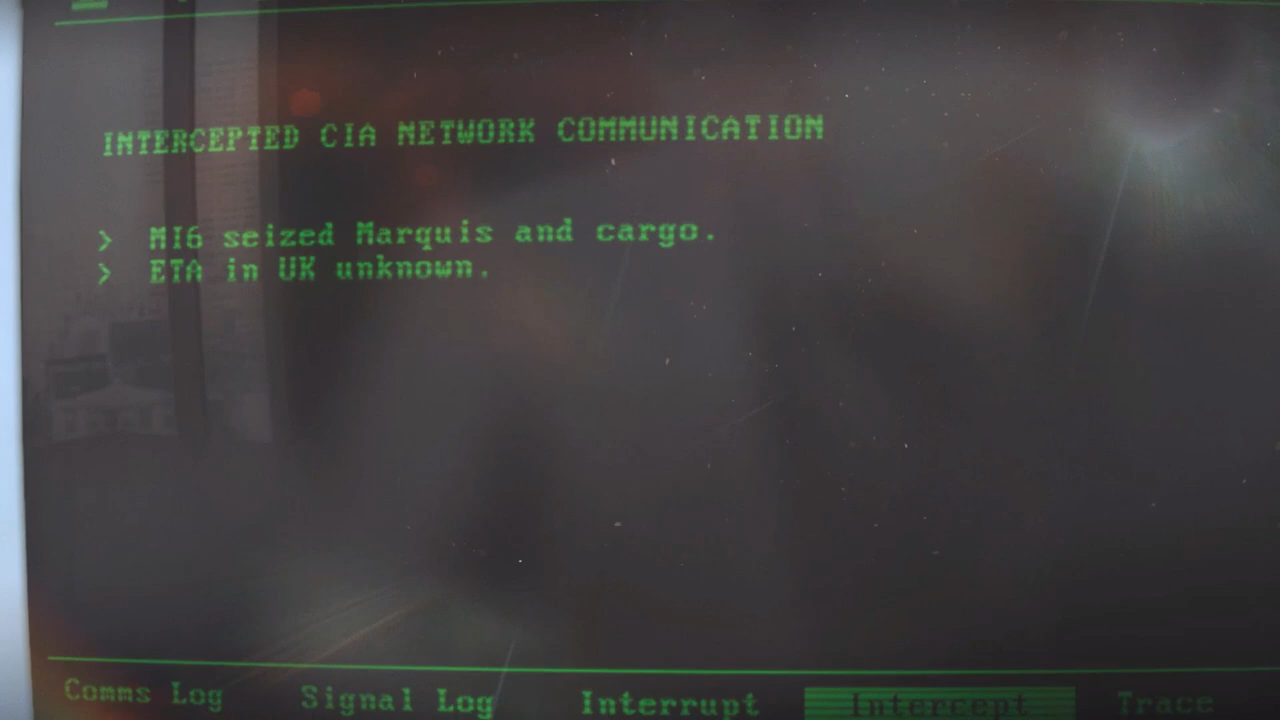 INTERCEPTED CIA NETWORK COMMUNICATION
> MI6 seized Marquis and cargo.
> ETA in UK unknown.
Comms Log Signal Log Interrupt Intercept Trace